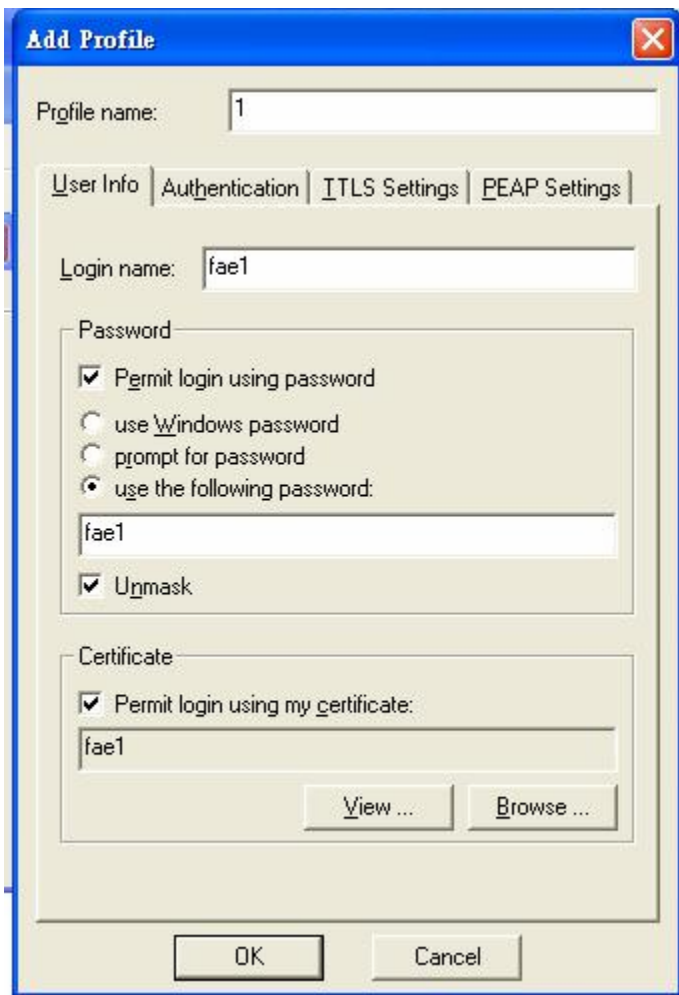 Add Profile
Profile name: 1
User Info Authentication TTLS Settings PEAP Settings
Login name: fae1
Password
Permit login using password
use Windows password
prompt for password
use the following password:
fae1
Unmask
Certificate
Permit login using my certificate:
fae1
View ... Browse ...
OK Cancel